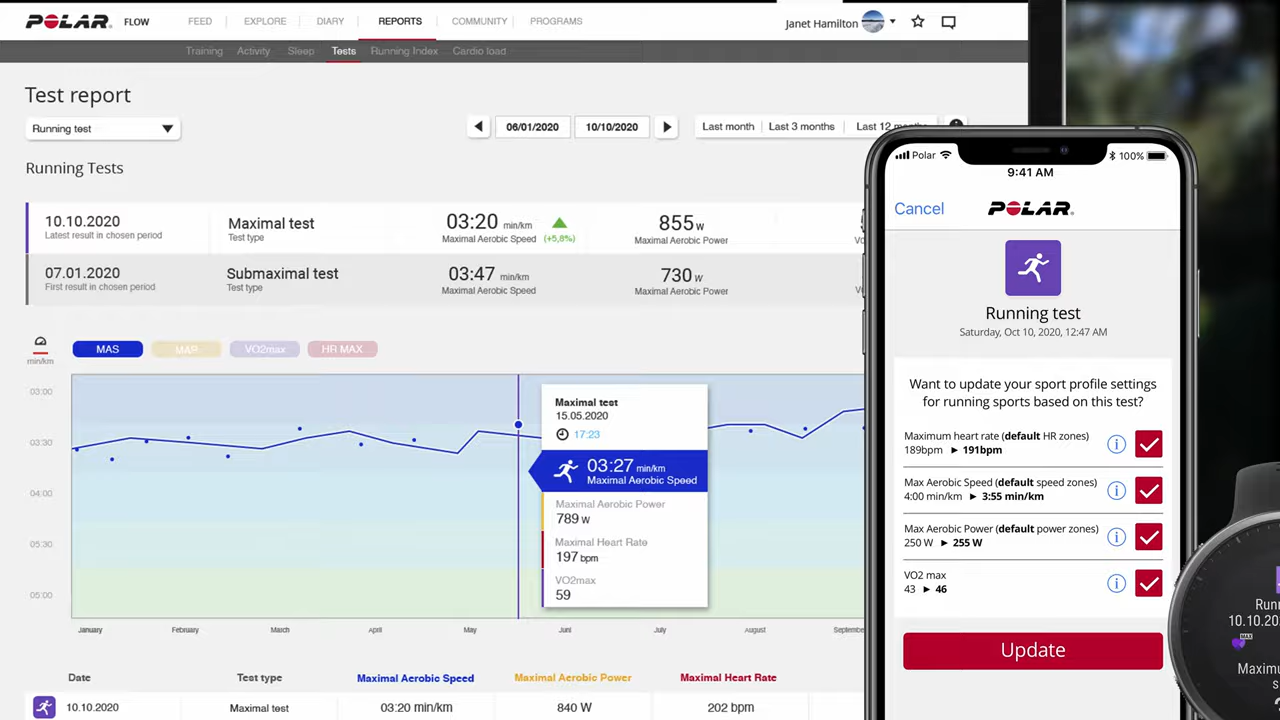 POLAR FLOW FEED EXPLORE DIARY REPORTS COMMUNITY PROGRAMS Janet Hamilton
Training Activity Sleep Tests Running Index Cardio load
Test report
Running test 06/01/2020 10/10/2020 Last month Last 3 months Last 12
Running Tests
10.10.2020 Maximal test 03:20 min/km 855 W
Latest result in chosen period Test type Maximal Aerobic Speed (+5,8%) Maximal Aerobic Power
07.01.2020 Submaximal test 03:47 min/km 730 W
First result in chosen period Test type Maximal Aerobic Speed Maximal Aerobic Power
min/km MAS MAP VO2max HR MAX
03:00
03:30
04:00
05:30
05:00
January February March April May Juni July August
Maximal test
15.05.2020
17:23
03:27 min/km
Maximal Aerobic Speed
Maximal Aerobic Power
789 W
Maximal Heart Rate
197 bpm
VO2max
59
Date Test type Maximal Aerobic Speed Maximal Aerobic Power Maximal Heart Rate
10.10.2020 Maximal test 03:20 min/km 840 W 202 bpm
Polar 100%
9:41 AM
Cancel POLAR
Running test
Saturday, Oct 10, 2020, 12:47 AM
Want to update your sport profile settings
for running sports based on this test?
Maximum heart rate (default HR zones)
189bpm ▶ 191bpm
Max Aerobic Speed (default speed zones)
4:00 min/km ▶ 3:55 min/km
Max Aerobic Power (default power zones)
250 W ▶ 255 W
VO2 max
43 ▶ 46
Update
10.10.20
MAX